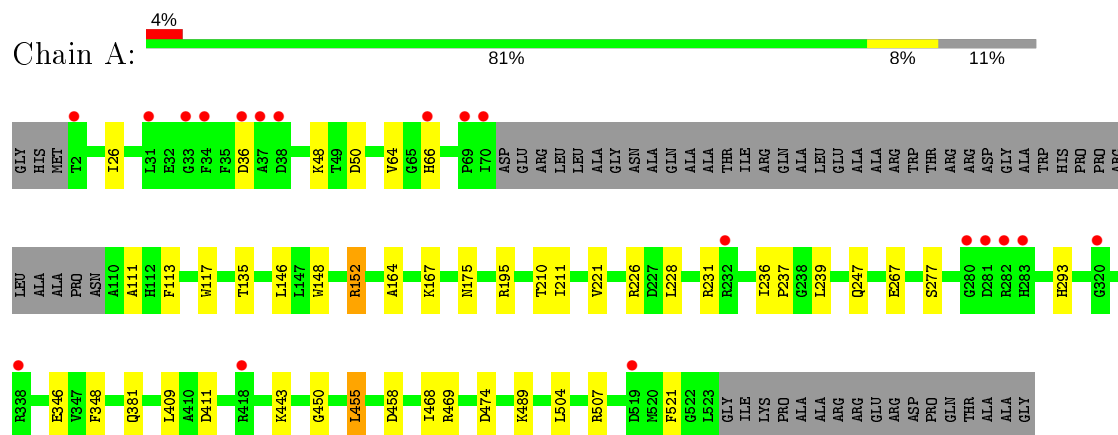 4%
Chain A:
81% 8% 11%
GLY HIS MET T2 I26 L31 E32 G33 F34 F35 D36 A37 D38 K48 T49 D50 V64 G65 H66 P69 I70 ASP GLU ARG LEU LEU ALA GLY ASN ALA GLN ALA ALA THR ILE ARG GLN ALA LEU GLU ALA ALA ARG TRP THR ARG ARG ASP GLY ALA TRP HIS PRO PRO ARG
LEU ALA ALA PRO ASN A110 A111 H112 F113 W117 T135 L146 L147 W148 R152 A164 K167 N175 R195 T210 I211 V221 R226 D227 L228 R231 R232 I236 P237 G238 L239 Q247 E267 S277 G280 D281 R282 H283 H293 G320
R338 E346 V347 F348 Q381 L409 A410 D411 R418 K443 G450 L455 D458 I468 R469 D474 K489 L504 R507 D519 M520 F521 G522 L523 GLY ILE LYS PRO ALA ALA ARG ARG GLU ARG ASP PRO GLN THR ALA ALA GLY